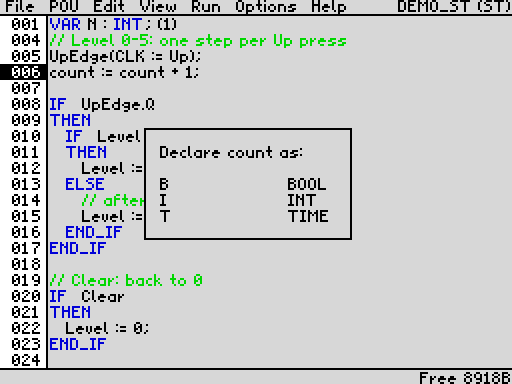 File POU Edit View Run Options Help DEMO_ST (ST)
001 VAR N : INT; (1)
004 // Level 0-5: one step per Up press
005 UpEdge(CLK := Up);
006 count := count + 1;
007
008 IF UpEdge.Q
009 THEN
010 IF Level
011 THEN
Declare count as:
012 Level :=
013 ELSE
B BOOL
014 // after
I INT
015 Level :=
T TIME
016 END_IF
017 END_IF
018
019 // Clear: back to 0
020 IF Clear
021 THEN
022 Level := 0;
023 END_IF
024
Free 8918B